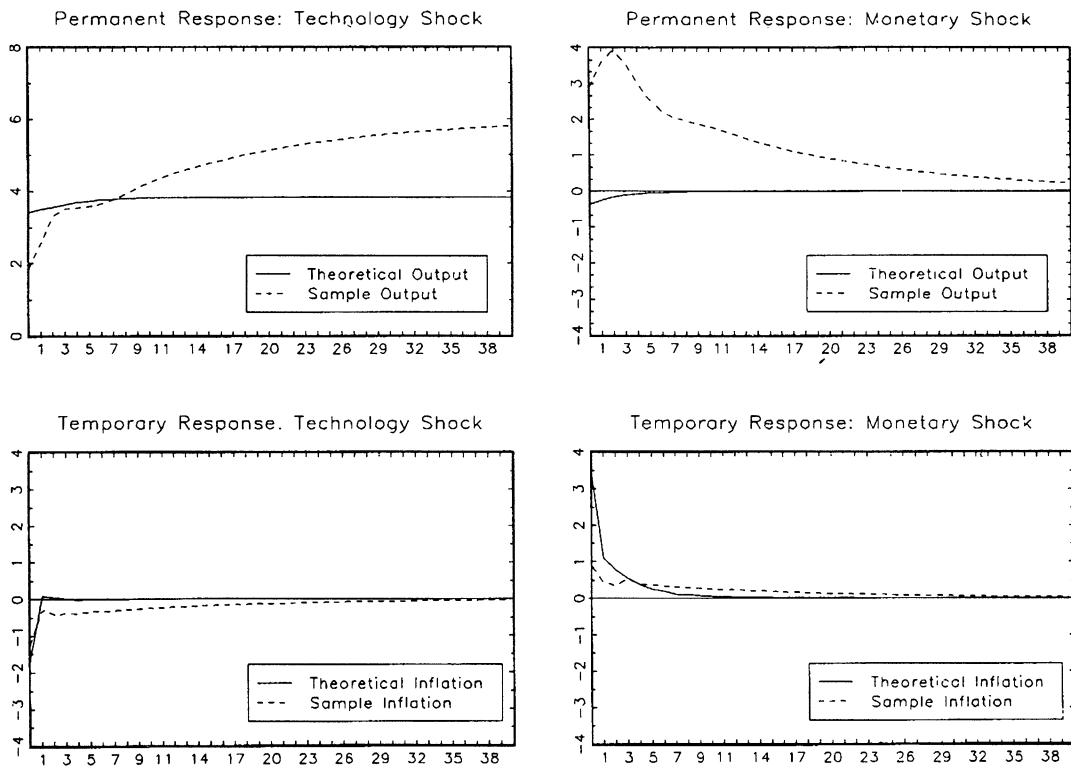 Permanent Response: Technology Shock
8
6
4
2
0
Theoretical Output
Sample Output
1 3 5 7 9 11 14 17 20 23 26 29 32 35 38
Permanent Response: Monetary Shock
4
3
2
1
0
-1
-2
-3
-4
Theoretical Output
Sample Output
1 3 5 7 9 11 14 17 20 23 26 29 32 35 38
Temporary Response. Technology Shock
4
3
2
1
0
-1
-2
-3
-4
Theoretical Inflation
Sample Inflation
1 3 5 7 9 11 14 17 20 23 26 29 32 35 38
Temporary Response: Monetary Shock
4
3
2
1
0
-1
-2
-3
-4
Theoretical Inflation
Sample Inflation
1 3 5 7 9 11 14 17 20 23 26 29 32 35 38